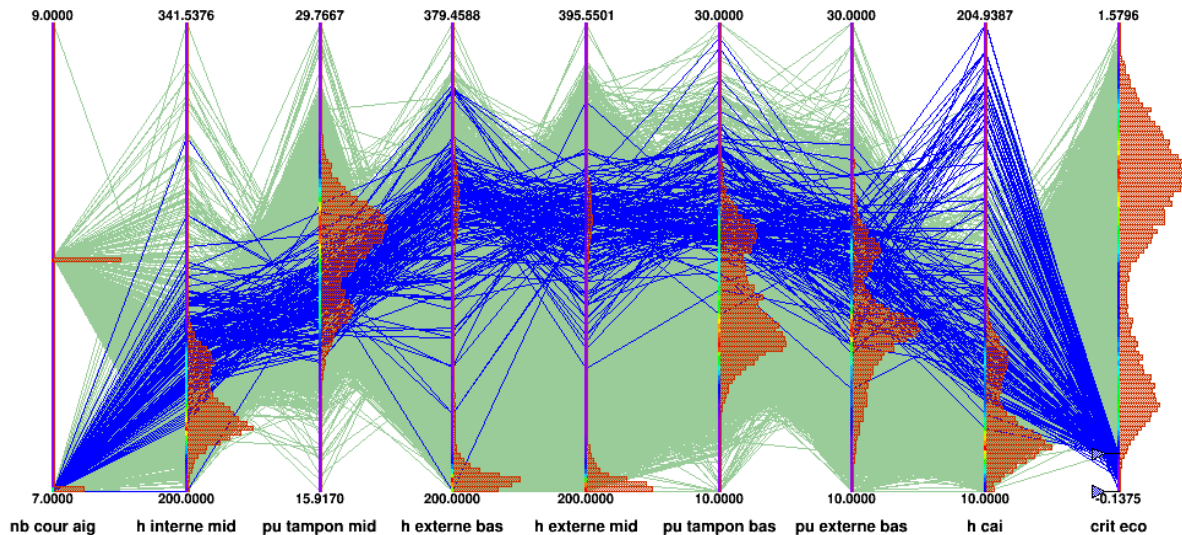 9.0000 341.5376 29.7667 379.4588 395.5501 30.0000 30.0000 204.9387 1.5796
7.0000 200.0000 15.9170 200.0000 200.0000 10.0000 10.0000 10.0000 -0.1375
nb cour aig h interne mid pu tampon mid h externe bas h externe mid pu tampon bas pu externe bas h cai crit eco